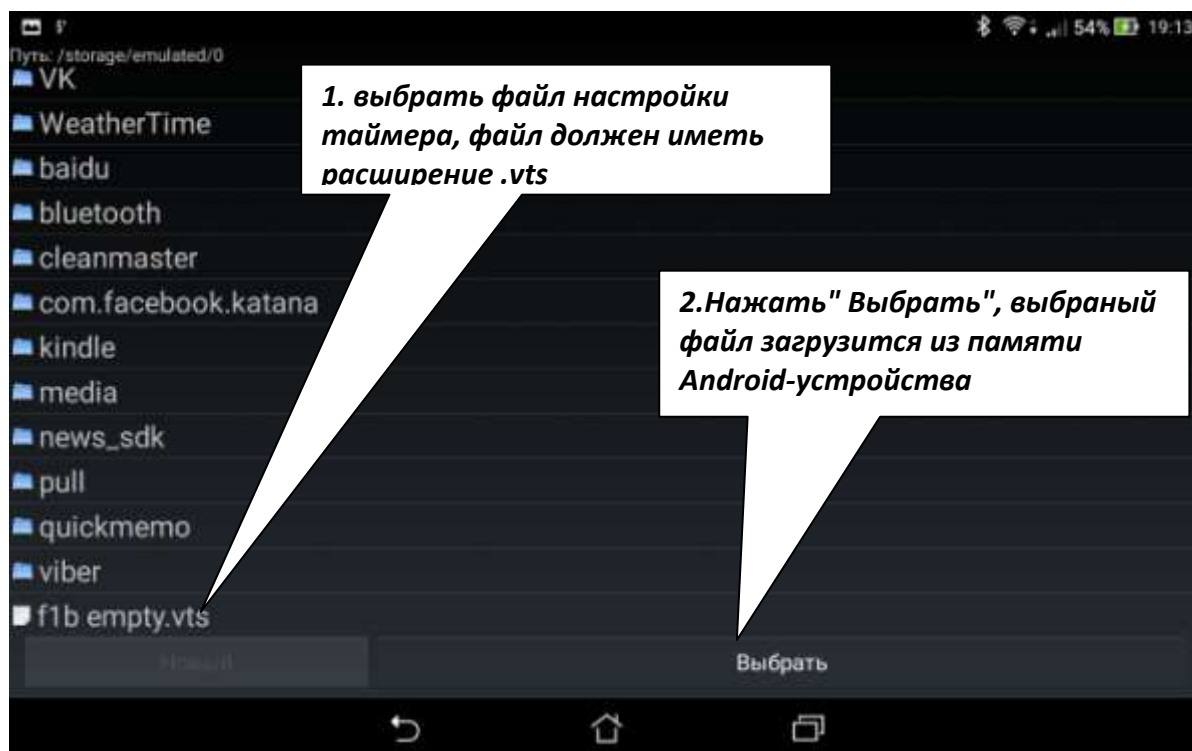 54% 19:13
Путь: /storage/emulated/0
VK
WeatherTime
baidu
bluetooth
cleanmaster
com.facebook.katana
kindle
media
news_sdk
pull
quickmemo
viber
f1b empty.vts
1. выбрать файл настройки
таймера, файл должен иметь
расширение .vts
2.Нажать" Выбрать", выбраный
файл загрузится из памяти
Android-устройства
Новый
Выбрать